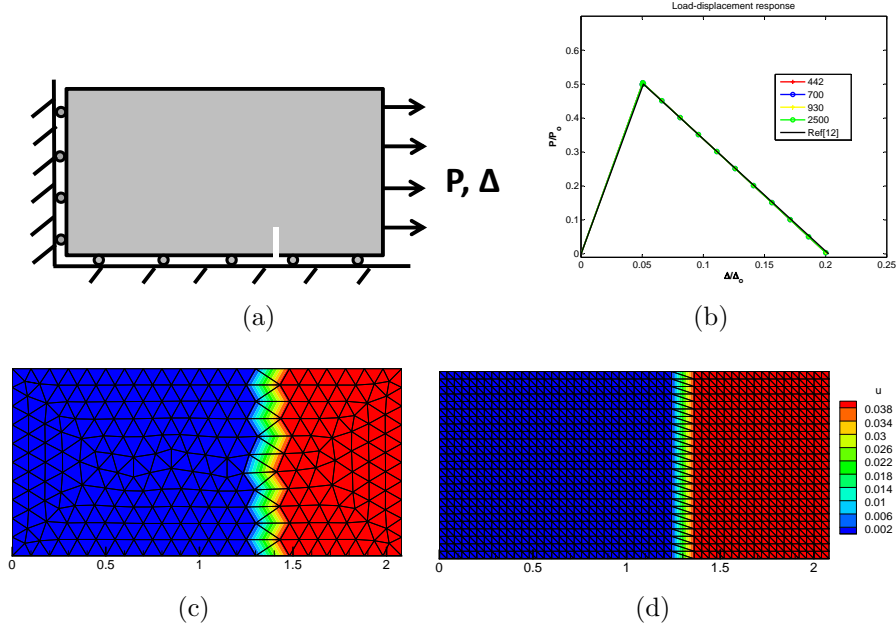 P, Δ
(a)
Load-displacement response
0.6
0.5
0.4
0.3
0.2
0.1
0
P/P₀
442
700
930
2500
Ref[12]
0 0.05 0.1 0.15 0.2 0.25
Δ/Δ₀
(b)
0 0.5 1 1.5 2
(c)
0 0.5 1 1.5 2
(d)
u
0.038
0.034
0.03
0.026
0.022
0.018
0.014
0.01
0.006
0.002